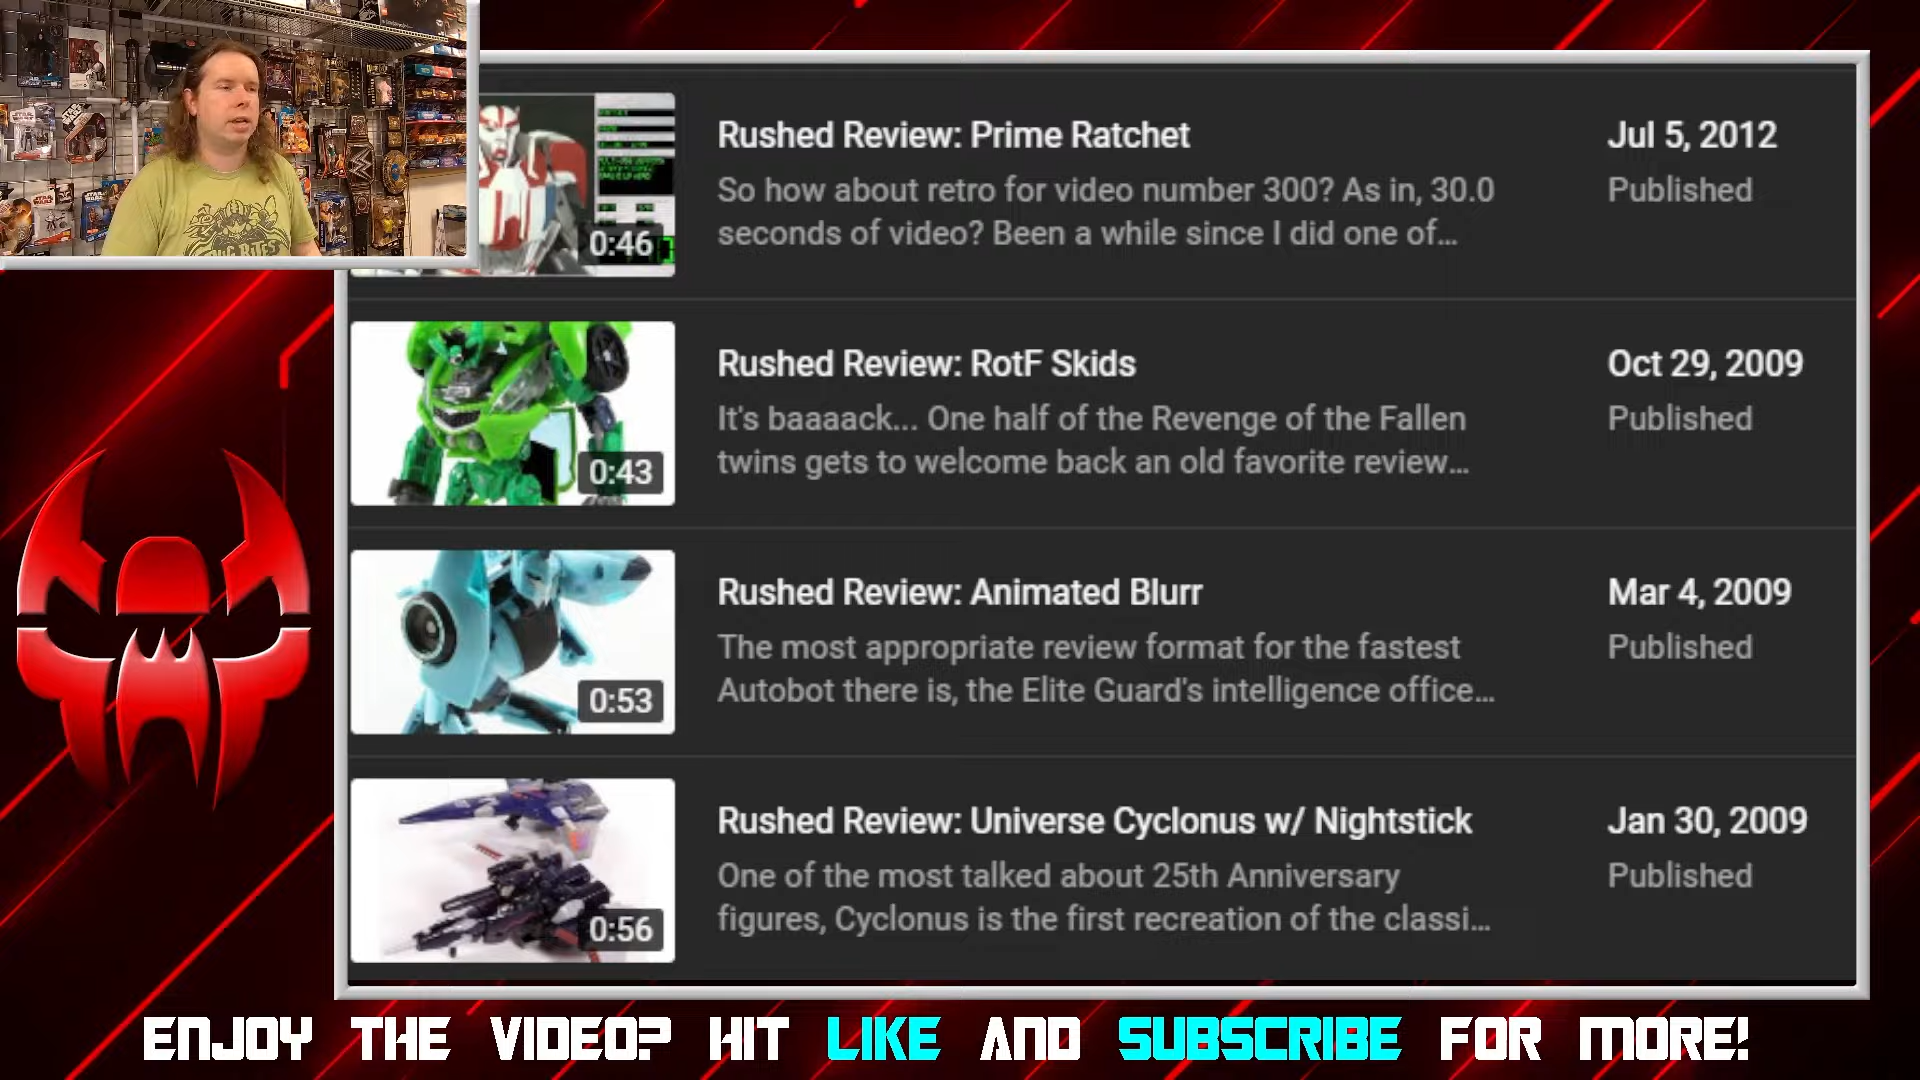 Rushed Review: Prime Ratchet
Jul 5, 2012
So how about retro for video number 300? As in, 30.0
Published
seconds of video? Been a while since I did one of...
0:46
Rushed Review: RotF Skids
Oct 29, 2009
It's baaaack... One half of the Revenge of the Fallen
Published
twins gets to welcome back an old favorite review...
0:43
Rushed Review: Animated Blurr
Mar 4, 2009
The most appropriate review format for the fastest
Published
Autobot there is, the Elite Guard's intelligence office...
0:53
Rushed Review: Universe Cyclonus w/ Nightstick
Jan 30, 2009
One of the most talked about 25th Anniversary
Published
figures, Cyclonus is the first recreation of the classi...
0:56
ENJOY THE VIDEO? HIT LIKE AND SUBSCRIBE FOR MORE!